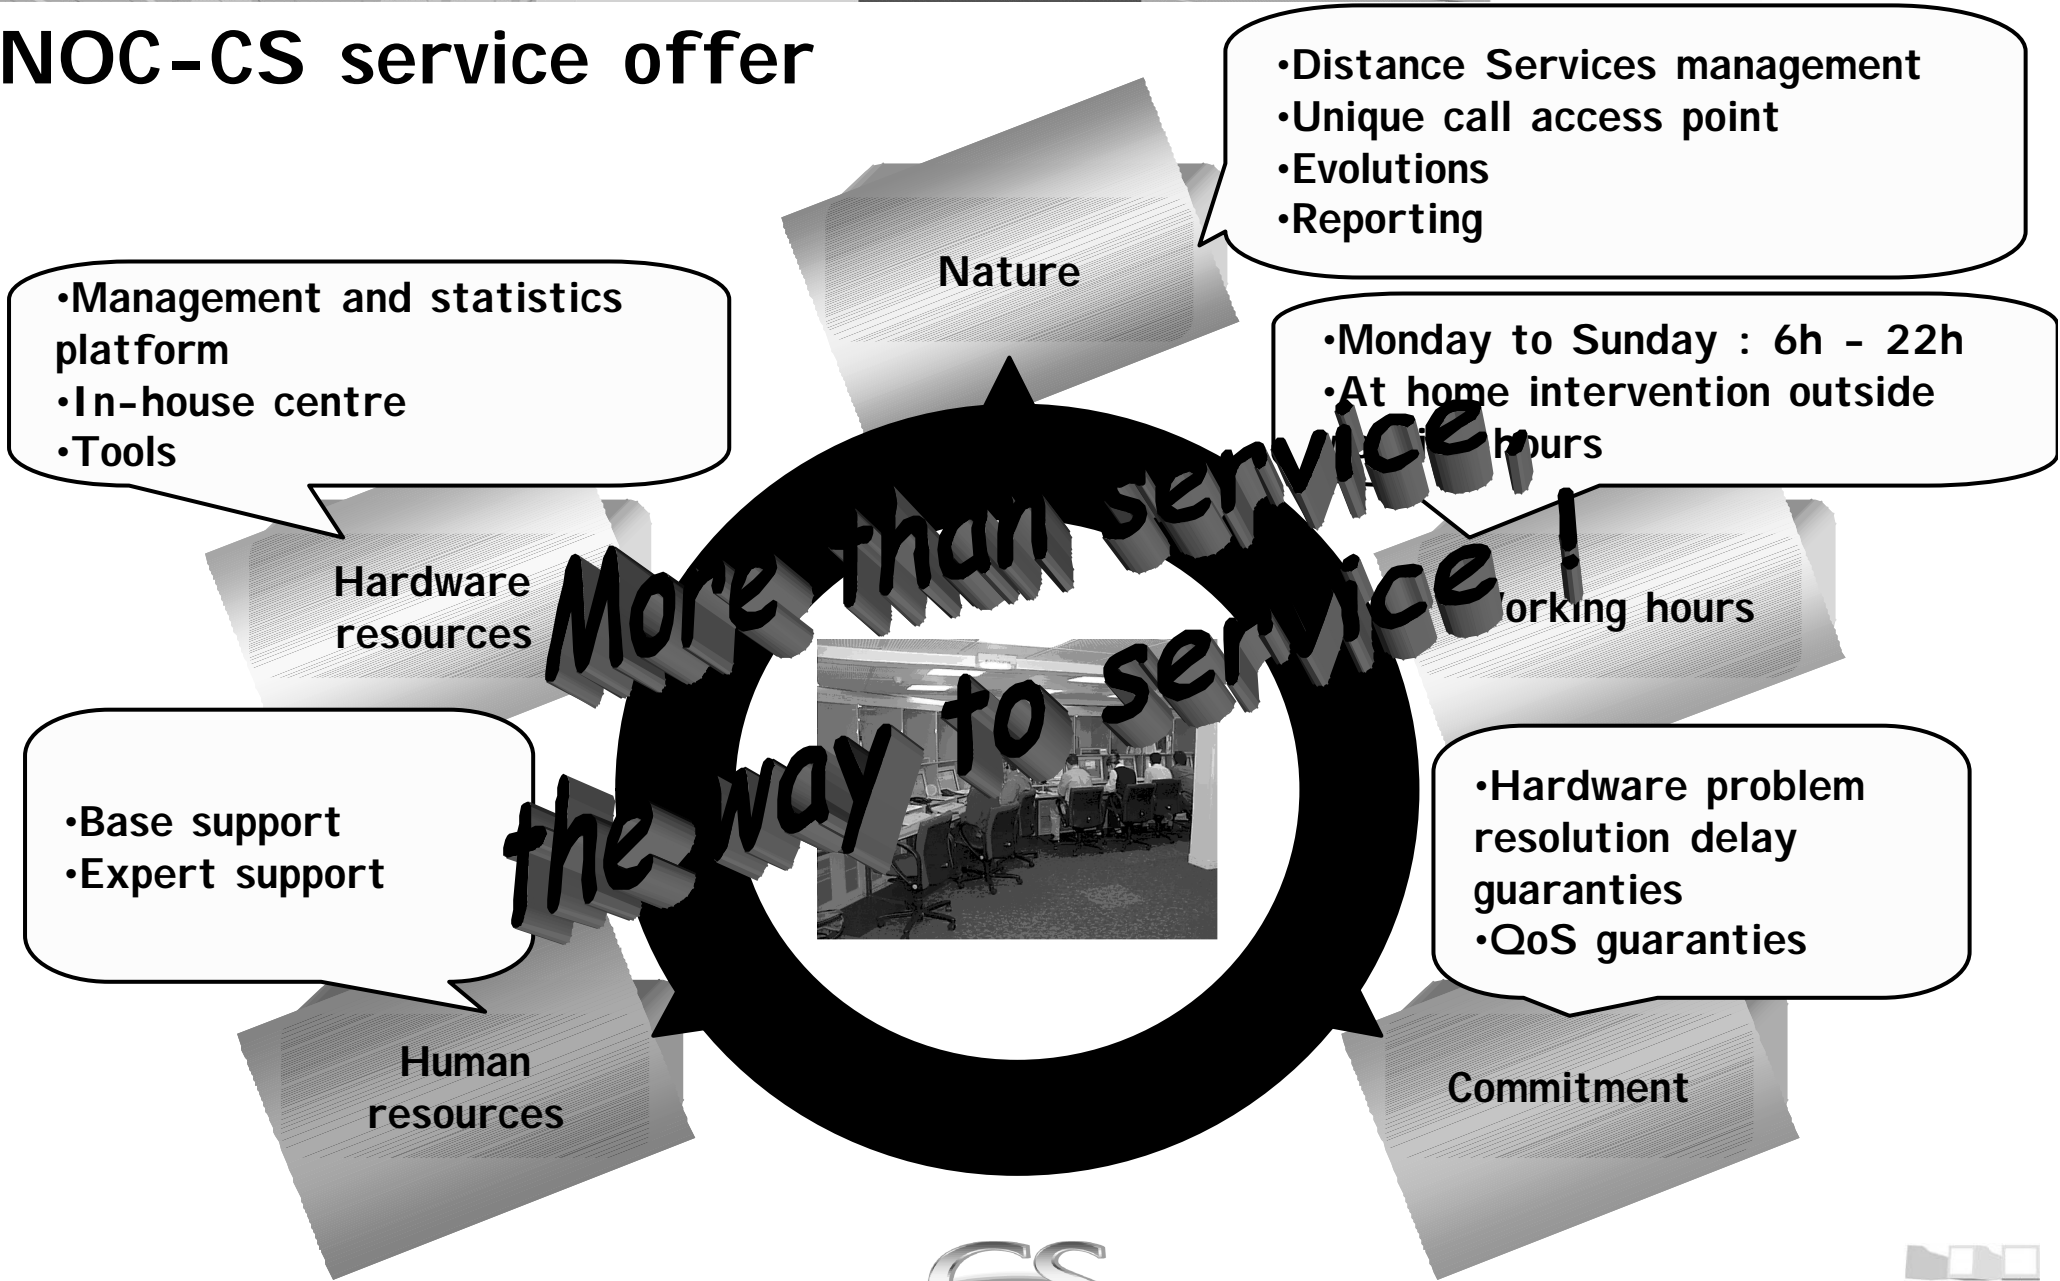 NOC-CS service offer
•Distance Services management
•Unique call access point
•Evolutions
•Reporting
Nature
•Management and statistics
platform
•In-house centre
•Tools
•Monday to Sunday : 6h - 22h
•At home intervention outside
hours
Hardware
resources
More than service,
the way to service !
Working hours
•Base support
•Expert support
•Hardware problem
resolution delay
guaranties
•QoS guaranties
Human
resources
Commitment
CS